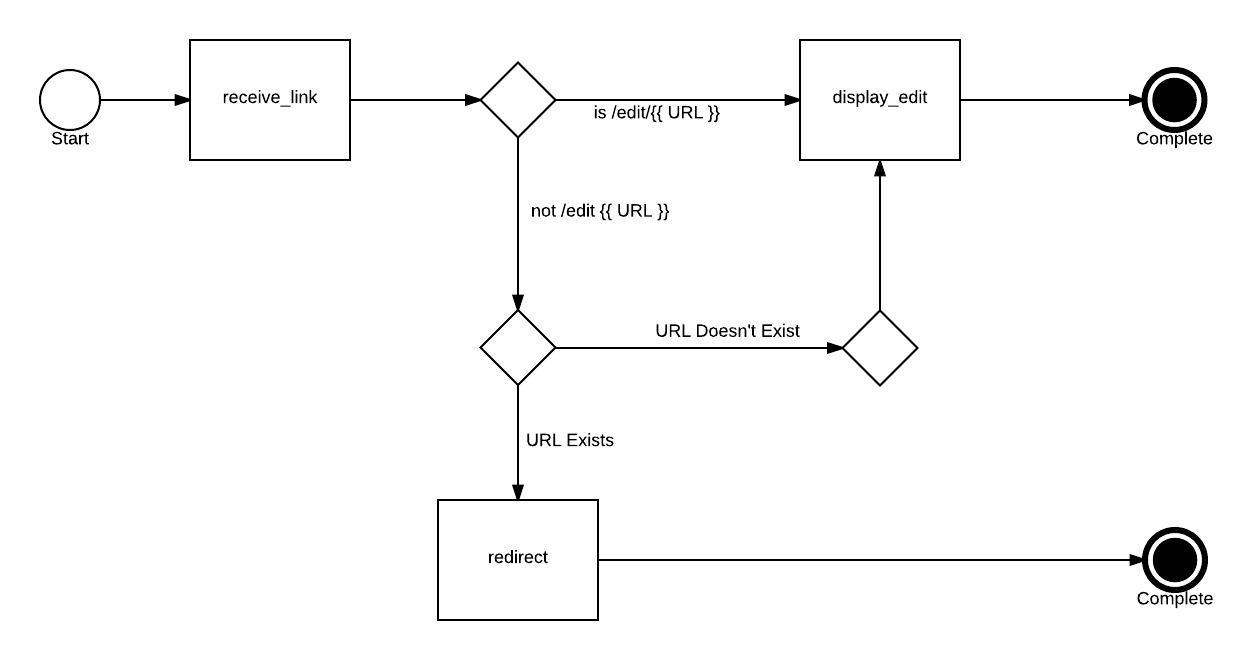 receive_link
display_edit
is /edit/{{ URL }}
Start
Complete
not /edit {{ URL }}
URL Doesn't Exist
URL Exists
redirect
Complete